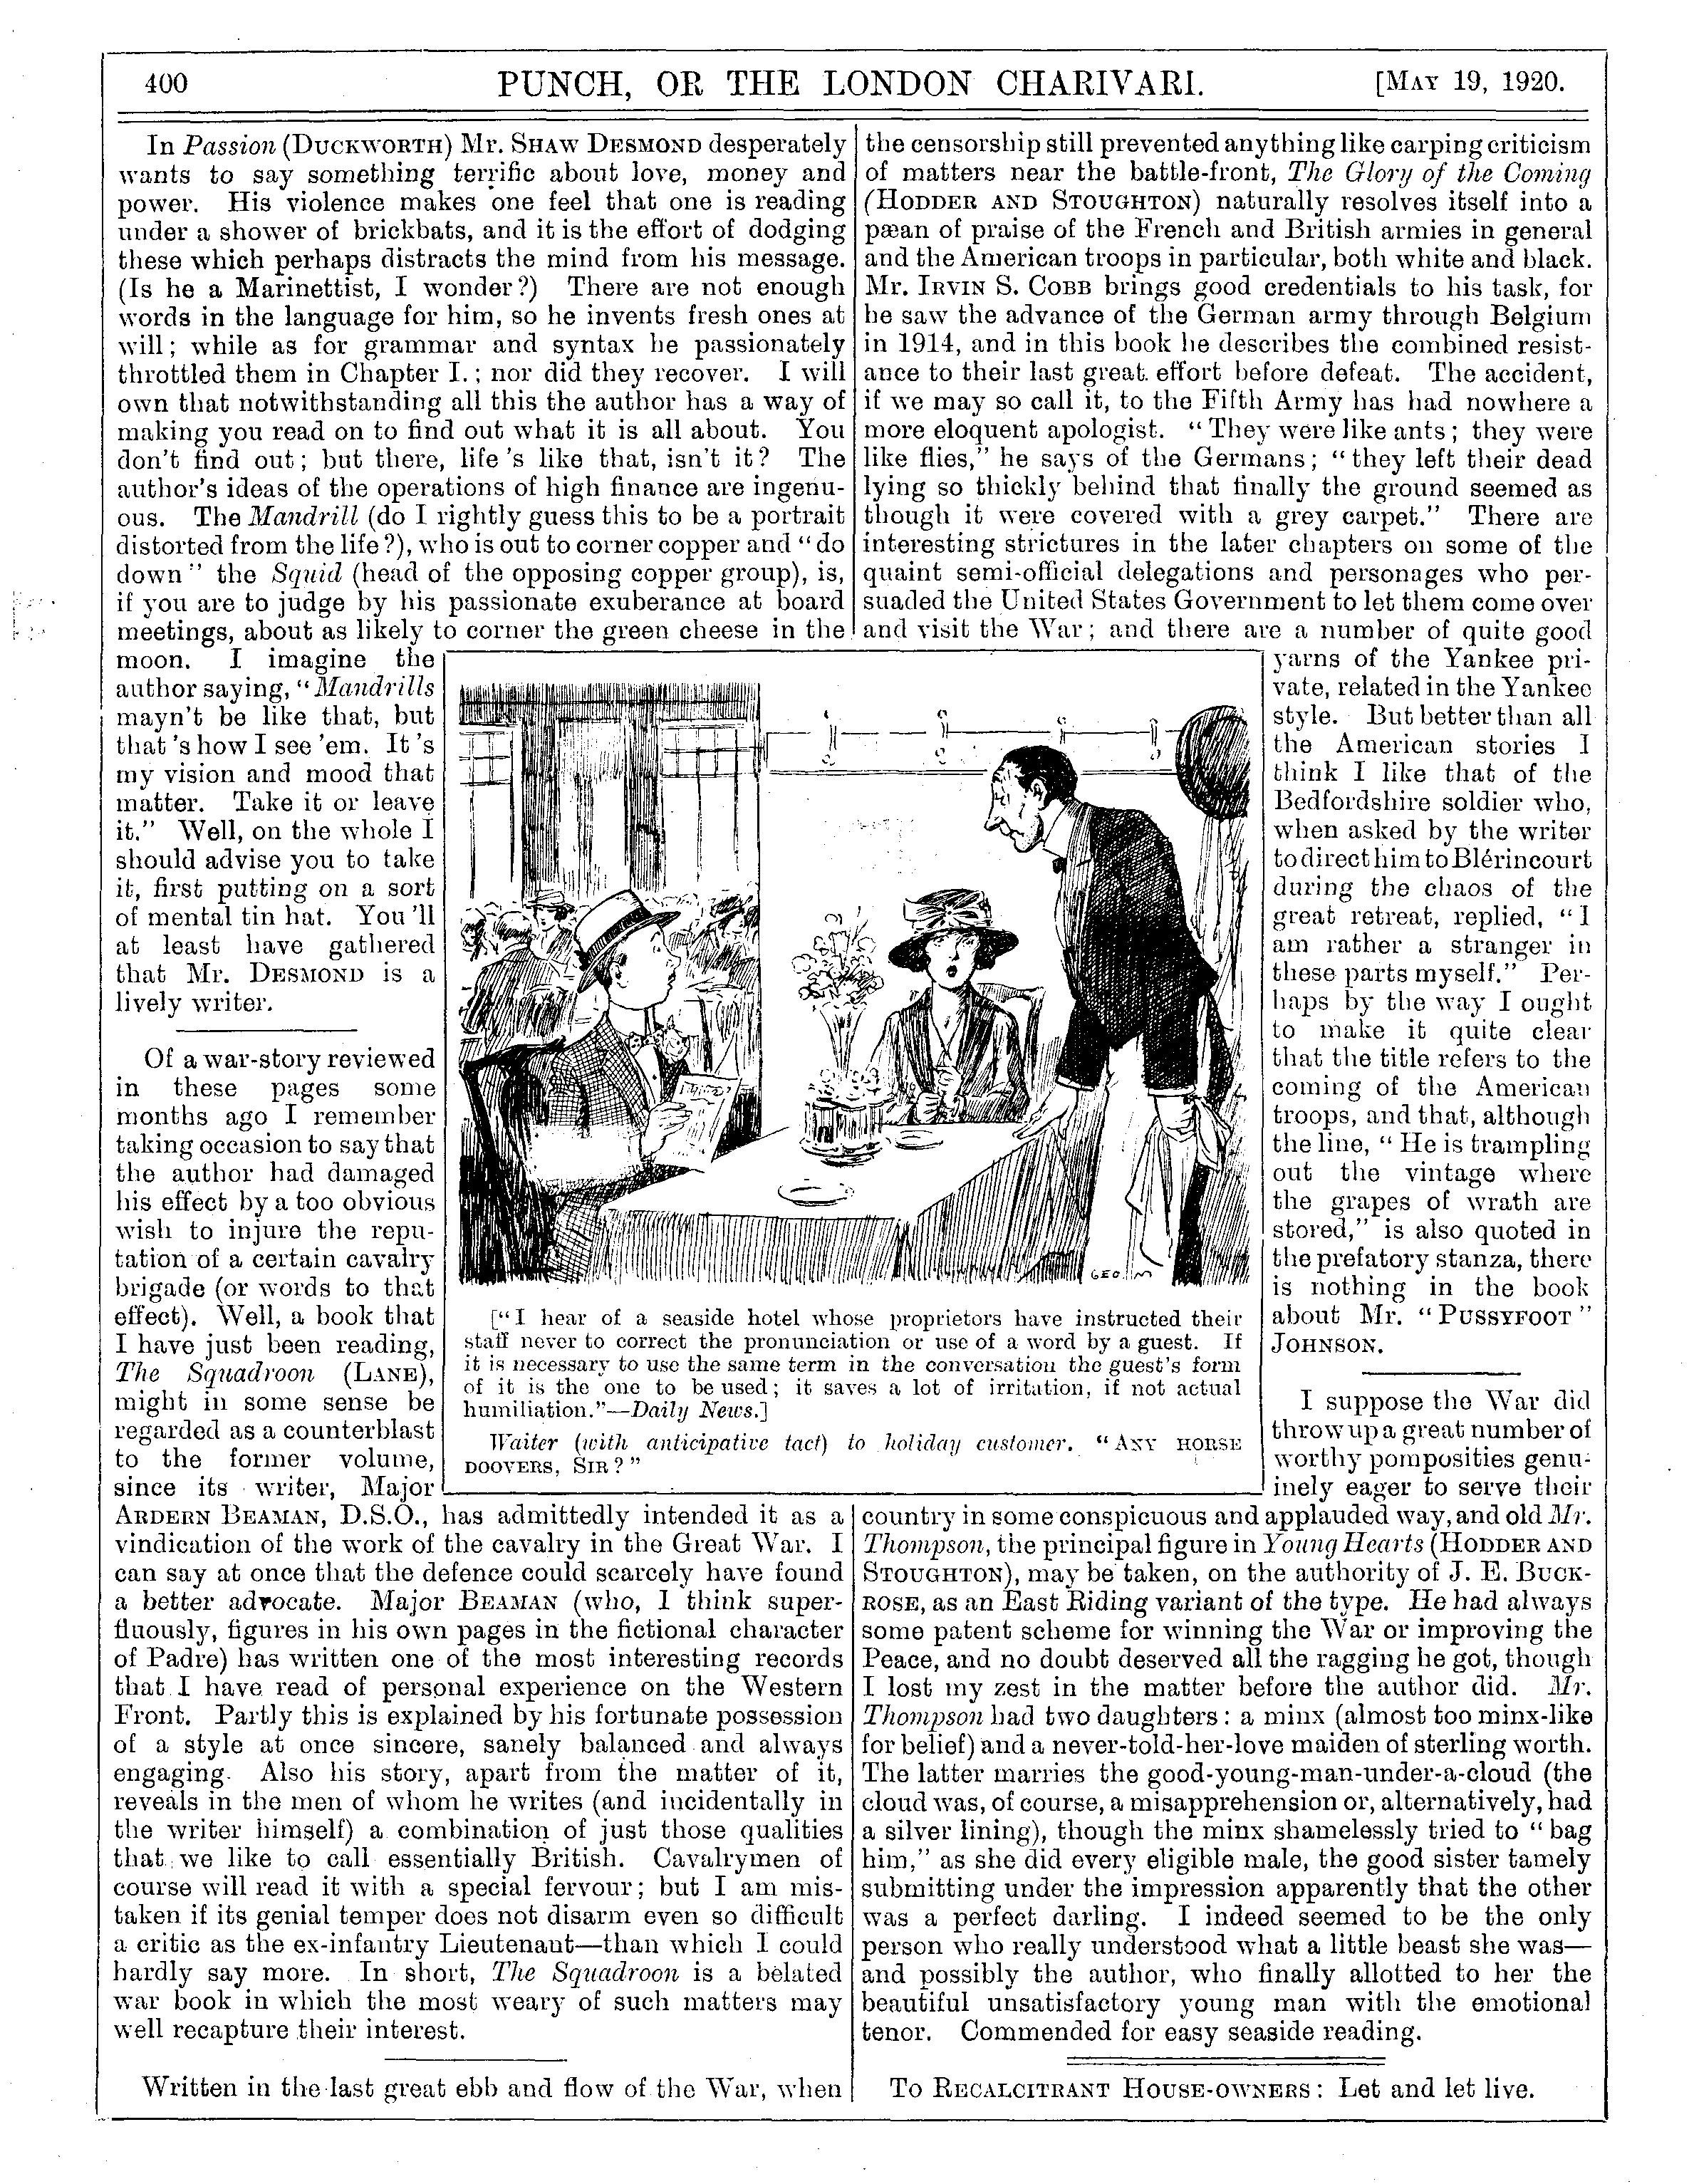 400
PUNCH, OR THE LONDON CHARIVARI.
[MAY 19, 1920.
In Passion (DUCKWORTH) Mr. SHAW DESMOND desperately
wants to say something terrific about love, money and
power. His violence makes one feel that one is reading
under a shower of brickbats, and it is the effort of dodging
these which perhaps distracts the mind from his message.
(Is he a Marinettist, I wonder?) There are not enough
words in the language for him, so he invents fresh ones at
will; while as for grammar and syntax he passionately
throttled them in Chapter I.; nor did they recover. I will
own that notwithstanding all this the author has a way of
making you read on to find out what it is all about. You
don't find out; but there, life 's like that, isn't it? The
author's ideas of the operations of high finance are ingenu-
ous. The Mandrill (do I rightly guess this to be a portrait
distorted from the life?), who is out to corner copper and "do
down" the Squid (head of the opposing copper group), is,
if you are to judge by his passionate exuberance at board
meetings, about as likely to corner the green cheese in the
moon. I imagine the
author saying, "Mandrills
mayn't be like that, but
that 's how I see 'em. It 's
my vision and mood that
matter. Take it or leave
it." Well, on the whole I
should advise you to take
it, first putting on a sort
of mental tin hat. You 'll
at least have gathered
that Mr. DESMOND is a
lively writer.
Of a war-story reviewed
in these pages some
months ago I remember
taking occasion to say that
the author had damaged
his effect by a too obvious
wish to injure the repu-
tation of a certain cavalry
brigade (or words to that
effect). Well, a book that
I have just been reading,
The Squadroon (LANE),
might in some sense be
regarded as a counterblast
to the former volume,
since its writer, Major
ARDERN BEAMAN, D.S.O., has admittedly intended it as a
vindication of the work of the cavalry in the Great War. I
can say at once that the defence could scarcely have found
a better advocate. Major BEAMAN (who, I think super-
fluously, figures in his own pages in the fictional character
of Padre) has written one of the most interesting records
that I have read of personal experience on the Western
Front. Partly this is explained by his fortunate possession
of a style at once sincere, sanely balanced and always
engaging. Also his story, apart from the matter of it,
reveals in the men of whom he writes (and incidentally in
the writer himself) a combination of just those qualities
that we like to call essentially British. Cavalrymen of
course will read it with a special fervour; but I am mis-
taken if its genial temper does not disarm even so difficult
a critic as the ex-infantry Lieutenant—than which I could
hardly say more. In short, The Squadroon is a belated
war book in which the most weary of such matters may
well recapture their interest.
Written in the last great ebb and flow of the War, when
the censorship still prevented anything like carping criticism
of matters near the battle-front, The Glory of the Coming
(HODDER AND STOUGHTON) naturally resolves itself into a
pæan of praise of the French and British armies in general
and the American troops in particular, both white and black.
Mr. IRVIN S. COBB brings good credentials to his task, for
he saw the advance of the German army through Belgium
in 1914, and in this book he describes the combined resist-
ance to their last great effort before defeat. The accident,
if we may so call it, to the Fifth Army has had nowhere a
more eloquent apologist. "They were like ants; they were
like flies," he says of the Germans; "they left their dead
lying so thickly behind that finally the ground seemed as
though it were covered with a grey carpet." There are
interesting strictures in the later chapters on some of the
quaint semi-official delegations and personages who per-
suaded the United States Government to let them come over
and visit the War; and there are a number of quite good
yarns of the Yankee pri-
vate, related in the Yankee
style. But better than all
the American stories I
think I like that of the
Bedfordshire soldier who,
when asked by the writer
to direct him to Blérincourt
during the chaos of the
great retreat, replied, "I
am rather a stranger in
these parts myself." Per-
haps by the way I ought
to make it quite clear
that the title refers to the
coming of the American
troops, and that, although
the line, "He is trampling
out the vintage where
the grapes of wrath are
stored," is also quoted in
the prefatory stanza, there
is nothing in the book
about Mr. "PUSSYFOOT"
JOHNSON.
I suppose the War did
throw up a great number of
worthy pomposities genu-
inely eager to serve their
country in some conspicuous and applauded way, and old Mr.
Thompson, the principal figure in Young Hearts (HODDER AND
STOUGHTON), may be taken, on the authority of J. E. BUCK-
ROSE, as an East Riding variant of the type. He had always
some patent scheme for winning the War or improving the
Peace, and no doubt deserved all the ragging he got, though
I lost my zest in the matter before the author did. Mr.
Thompson had two daughters: a minx (almost too minx-like
for belief) and a never-told-her-love maiden of sterling worth.
The latter marries the good-young-man-under-a-cloud (the
cloud was, of course, a misapprehension or, alternatively, had
a silver lining), though the minx shamelessly tried to "bag
him," as she did every eligible male, the good sister tamely
submitting under the impression apparently that the other
was a perfect darling. I indeed seemed to be the only
person who really understood what a little beast she was—
and possibly the author, who finally allotted to her the
beautiful unsatisfactory young man with the emotional
tenor. Commended for easy seaside reading.
To RECALCITRANT HOUSE-OWNERS: Let and let live.
GEO. M
["I hear of a seaside hotel whose proprietors have instructed their
staff never to correct the pronunciation or use of a word by a guest. If
it is necessary to use the same term in the conversation the guest's form
of it is the one to be used; it saves a lot of irritation, if not actual
humiliation."—Daily News.]
Waiter (with anticipative tact) to holiday customer. "ANY HORSE
DOOVERS, SIR?"